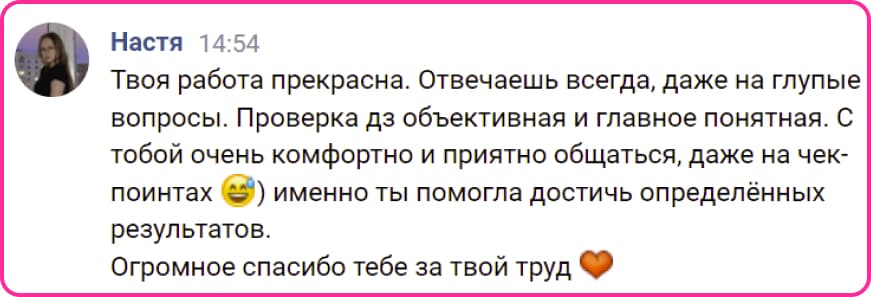 Настя 14:54
Твоя работа прекрасна. Отвечаешь всегда, даже на глупые
вопросы. Проверка дз объективная и главное понятная. С
тобой очень комфортно и приятно общаться, даже на чек-
поинтах 😅) именно ты помогла достичь определённых
результатов.
Огромное спасибо тебе за твой труд 🧡